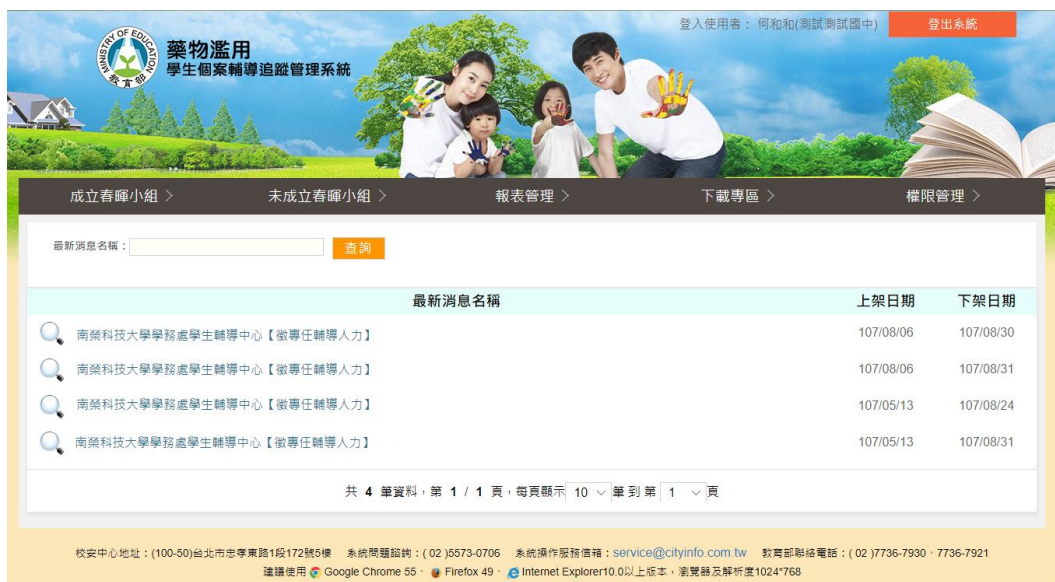 登入使用者： 何和和(測試測試國中)
登出系統
MINISTRY OF EDUCATION
教育部
藥物濫用
學生個案輔導追蹤管理系統
成立春暉小組 〉 未成立春暉小組 〉 報表管理 〉 下載專區 〉 權限管理 〉
最新消息名稱： 查詢
最新消息名稱 上架日期 下架日期
南榮科技大學學務處學生輔導中心【徵專任輔導人力】 107/08/06 107/08/30
南榮科技大學學務處學生輔導中心【徵專任輔導人力】 107/08/06 107/08/31
南榮科技大學學務處學生輔導中心【徵專任輔導人力】 107/05/13 107/08/24
南榮科技大學學務處學生輔導中心【徵專任輔導人力】 107/05/13 107/08/31
共 4 筆資料，第 1 / 1 頁，每頁顯示 10 筆 到 第 1 頁
校安中心地址：(100-50)台北市忠孝東路1段172號5樓 系統問題諮詢：( 02 )5573-0706 系統操作服務信箱：service@cityinfo.com.tw 教育部聯絡電話：( 02 )7736-7930、7736-7921
建議使用 Google Chrome 55、 Firefox 49、 Internet Explorer10.0以上版本，瀏覽器及解析度1024*768